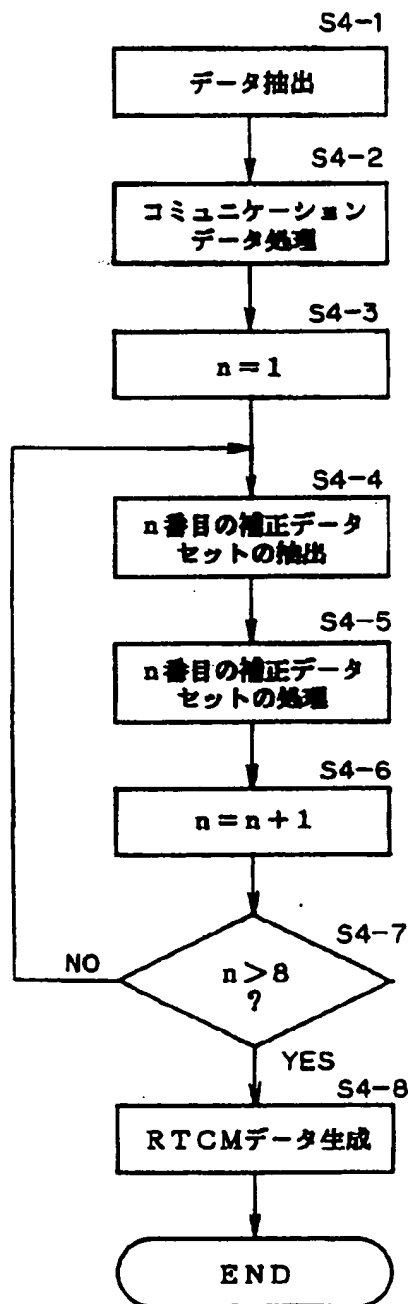 S4-1
データ抽出
S4-2
コミュニケーション
データ処理
S4-3
n=1
S4-4
n番目の補正データ
セットの抽出
S4-5
n番目の補正データ
セットの処理
S4-6
n=n+1
S4-7
NO
n>8
?
YES
S4-8
RTCMデータ生成
END